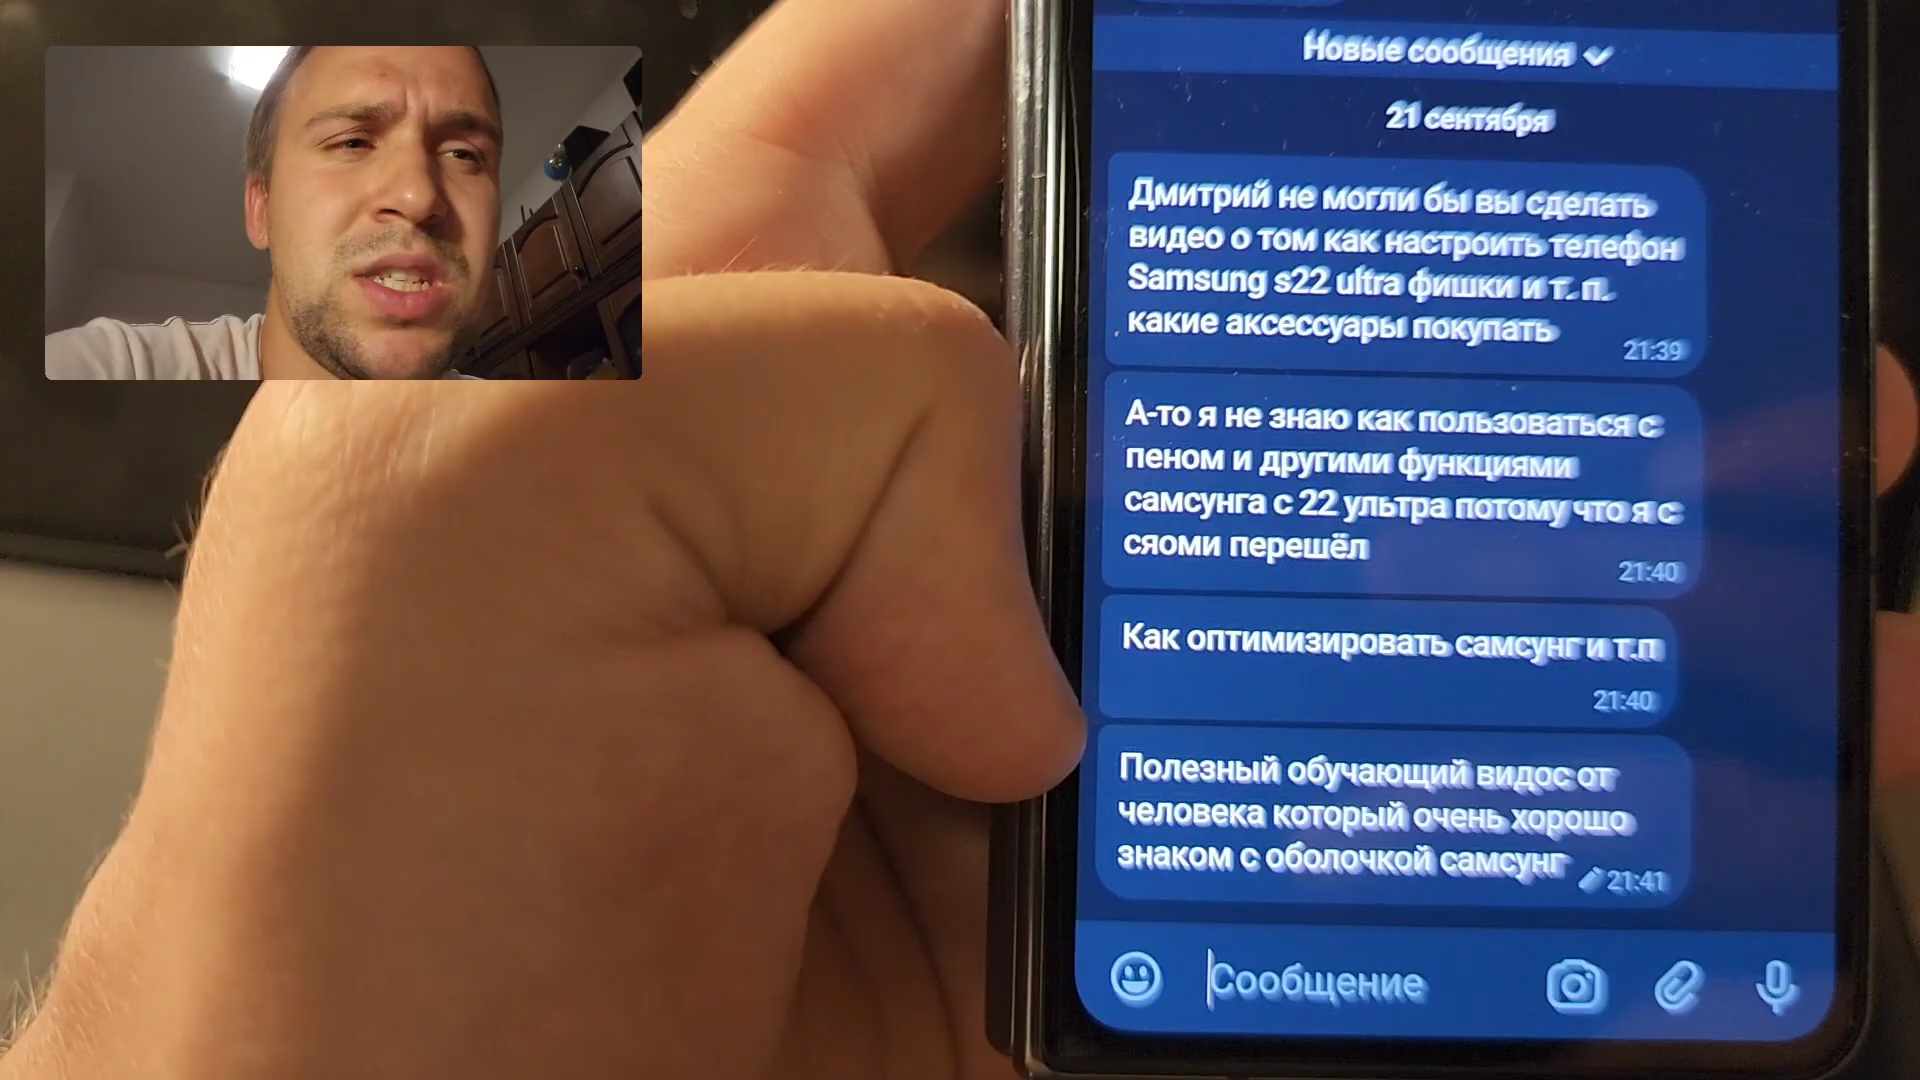 Новые сообщения
21 сентября
Дмитрий не могли бы вы сделать
видео о том как настроить телефон
Samsung s22 ultra фишки и т. п.
какие аксессуары покупать
21:39
А-то я не знаю как пользоваться с
пеном и другими функциями
самсунга с 22 ультра потому что я с
сяоми перешёл
21:40
Как оптимизировать самсунг и т.п
21:40
Полезный обучающий видос от
человека который очень хорошо
знаком с оболочкой самсунг
21:41
Сообщение